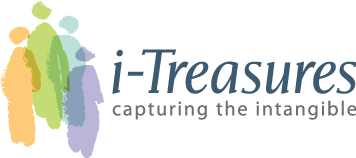 i-Treasures
capturing the intangible